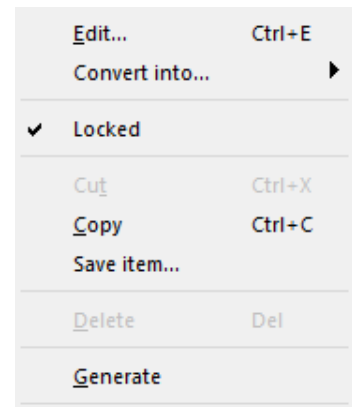 Edit... Ctrl+E
Convert into...
Locked
Cut Ctrl+X
Copy Ctrl+C
Save item...
Delete Del
Generate